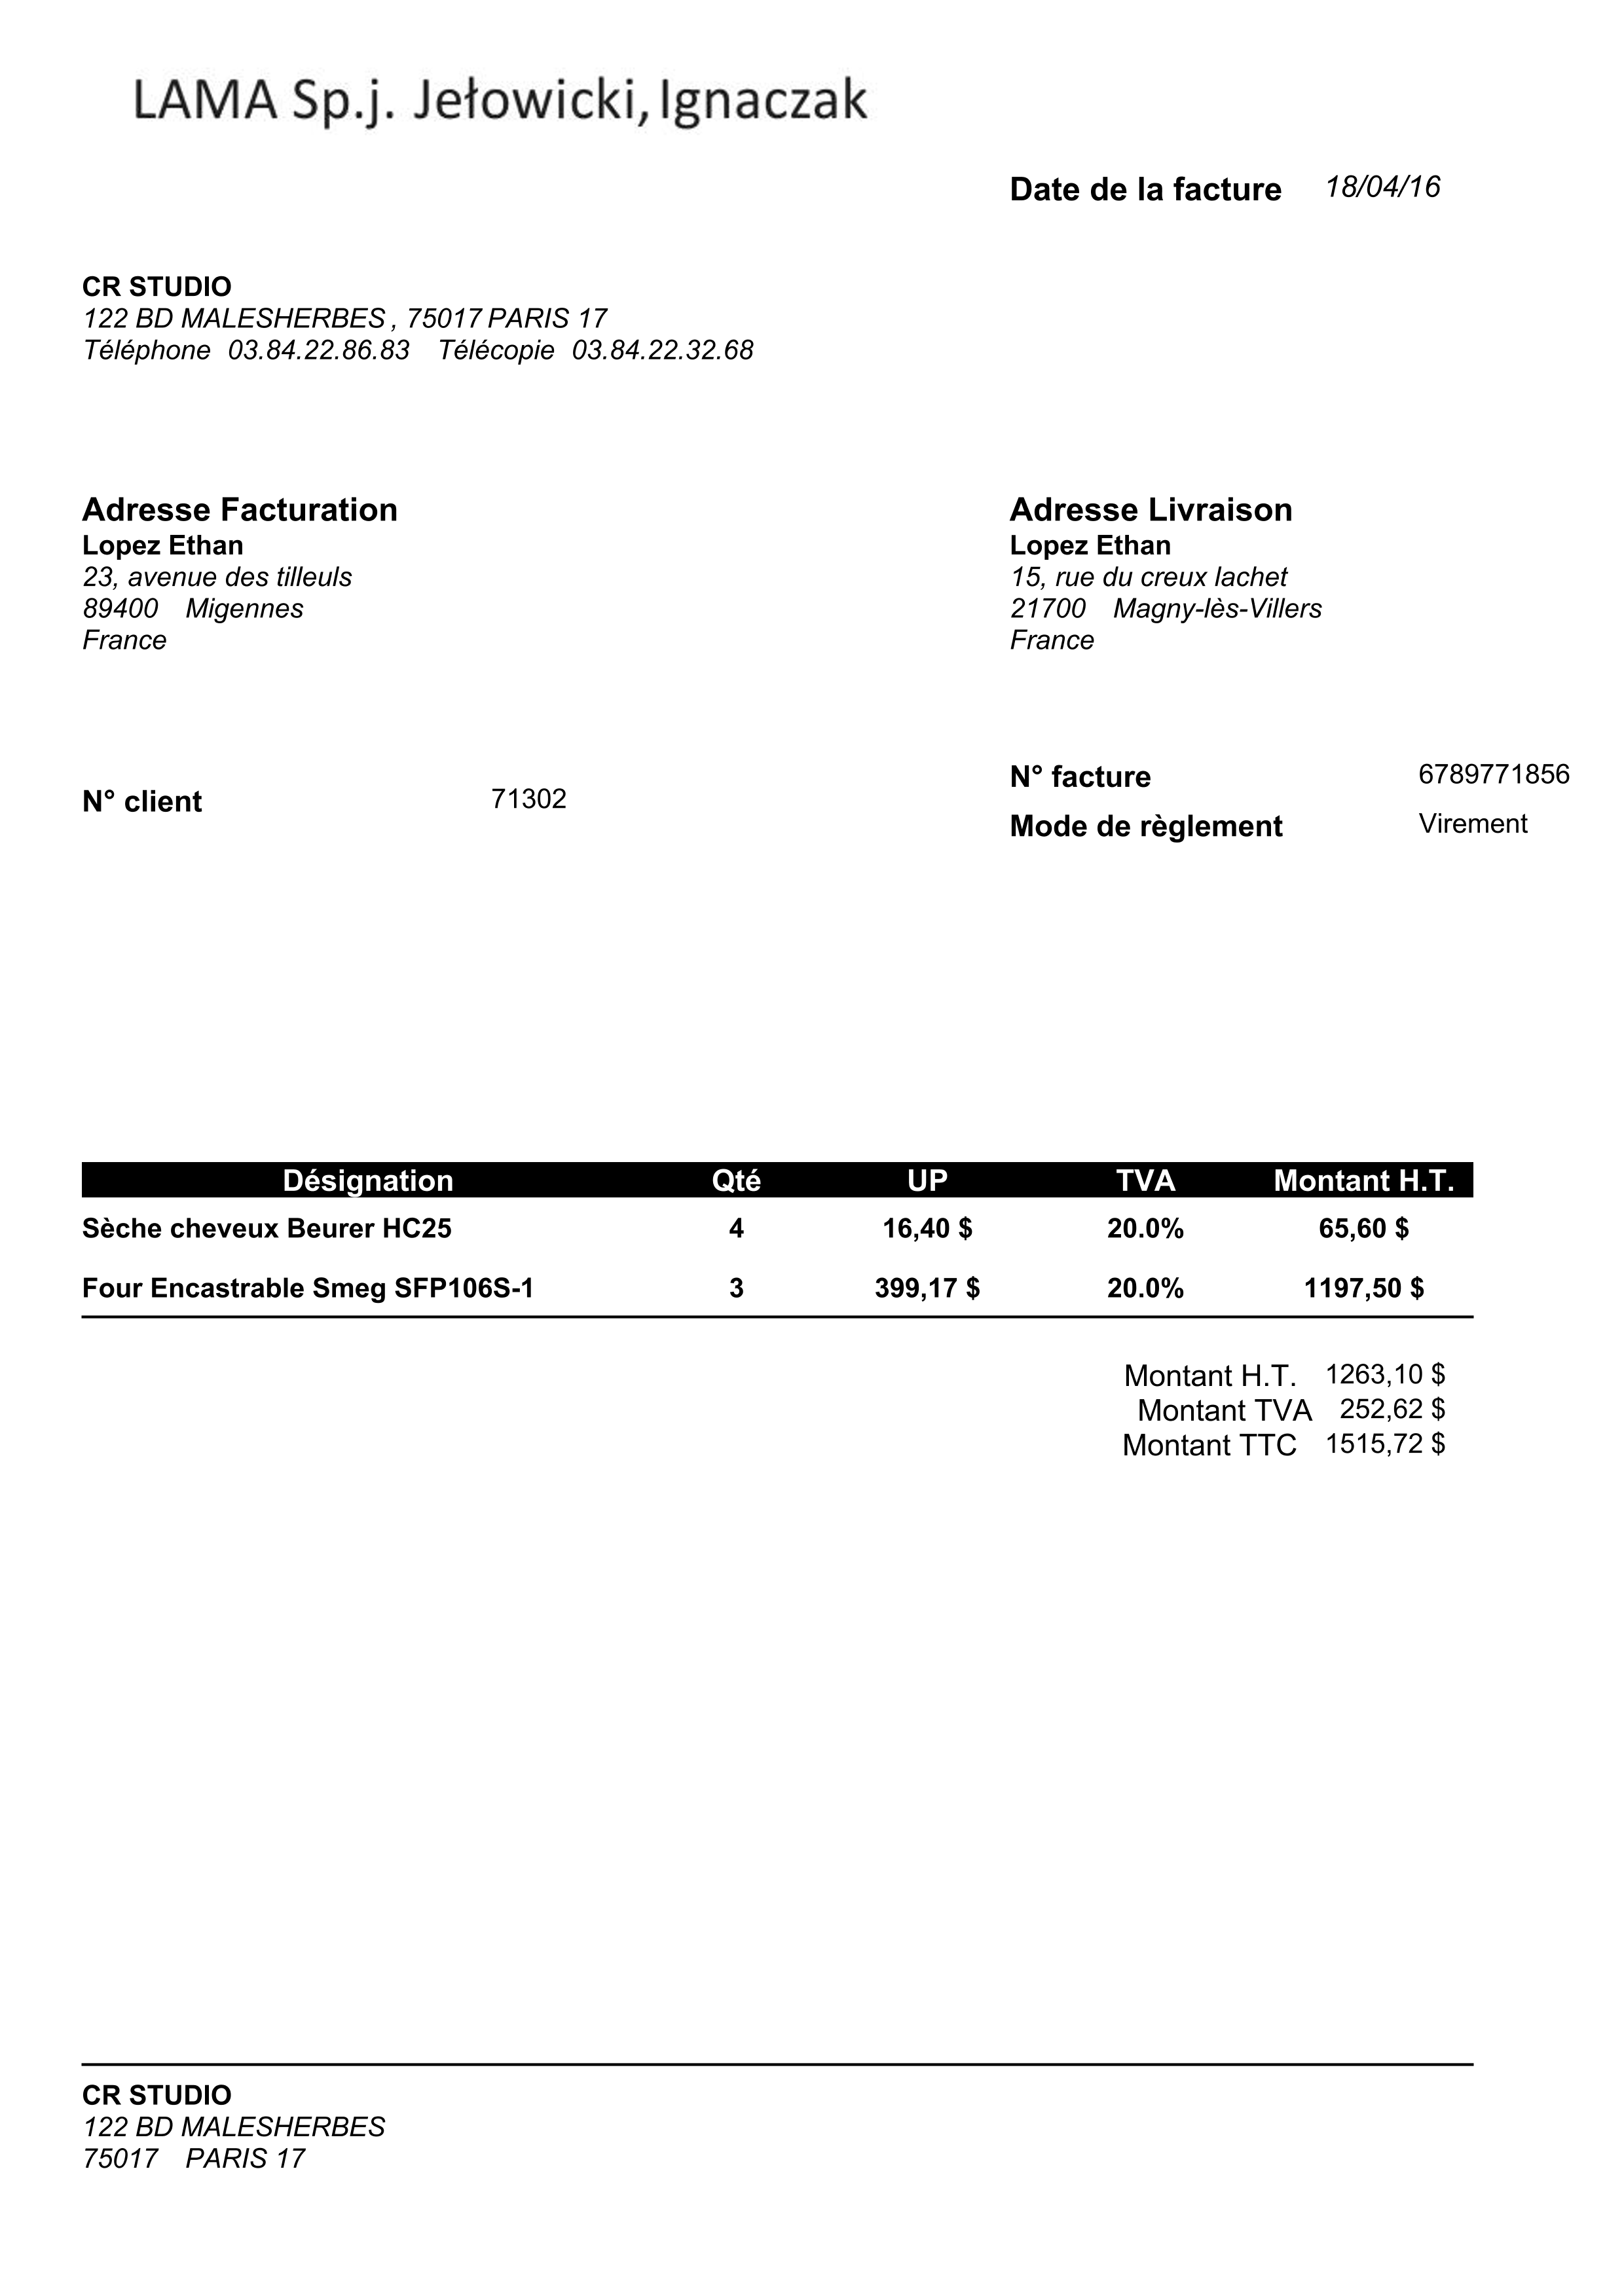 LAMA Sp.j. Jełowicki, Ignaczak
Date de la facture 18/04/16
CR STUDIO
122 BD MALESHERBES , 75017 PARIS 17
Téléphone 03.84.22.86.83 Télécopie 03.84.22.32.68
Adresse Facturation
Lopez Ethan
23, avenue des tilleuls
89400 Migennes
France
Adresse Livraison
Lopez Ethan
15, rue du creux lachet
21700 Magny-lès-Villers
France
N° client 71302
N° facture 6789771856
Mode de règlement Virement
Désignation Qté UP TVA Montant H.T.
Sèche cheveux Beurer HC25 4 16,40 $ 20.0% 65,60 $
Four Encastrable Smeg SFP106S-1 3 399,17 $ 20.0% 1197,50 $
Montant H.T. 1263,10 $
Montant TVA 252,62 $
Montant TTC 1515,72 $
CR STUDIO
122 BD MALESHERBES
75017 PARIS 17